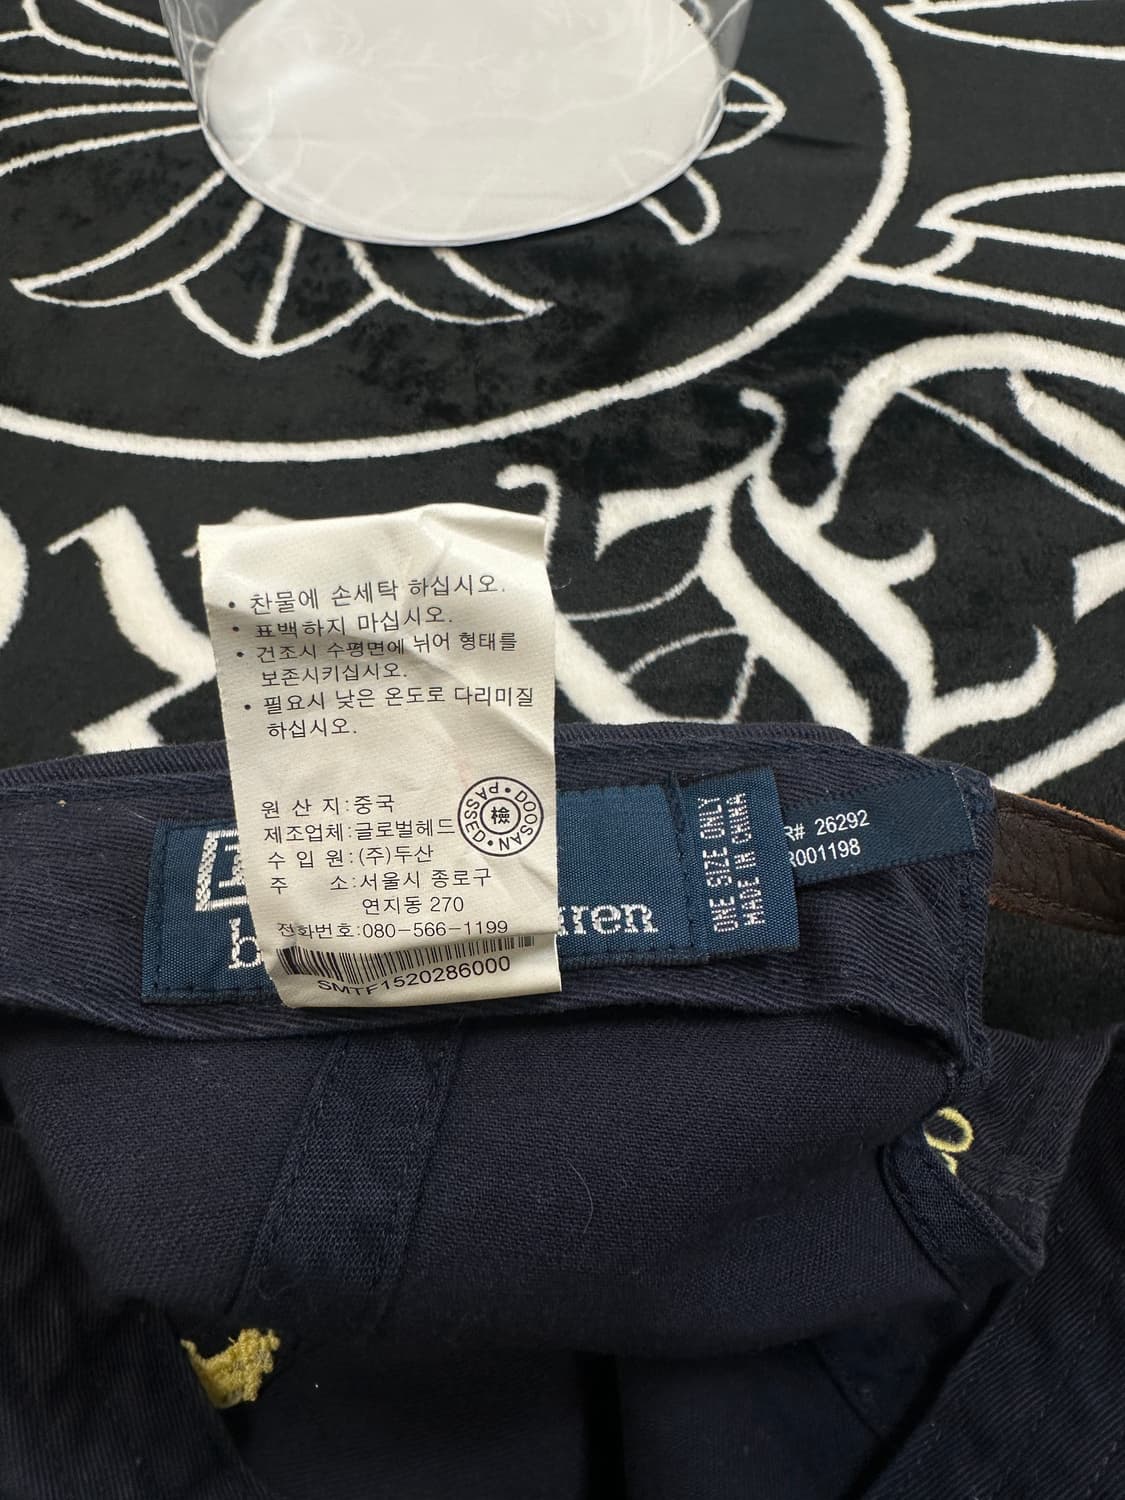 • 찬물에 손세탁 하십시오.
• 표백하지 마십시오.
• 건조시 수평면에 뉘어 형태를
보존시키십시오.
• 필요시 낮은 온도로 다리미질
하십시오.
원 산 지:중국
제조업체:글로벌헤드
수 입 원:(주)두산
주 소:서울시 종로구
연지동 270
전화번호:080-566-1199
SMTF1520286000
DOOSAN • PASSED •
檢
ONE SIZE ONLY
MADE IN CHINA
R# 26292
R001198